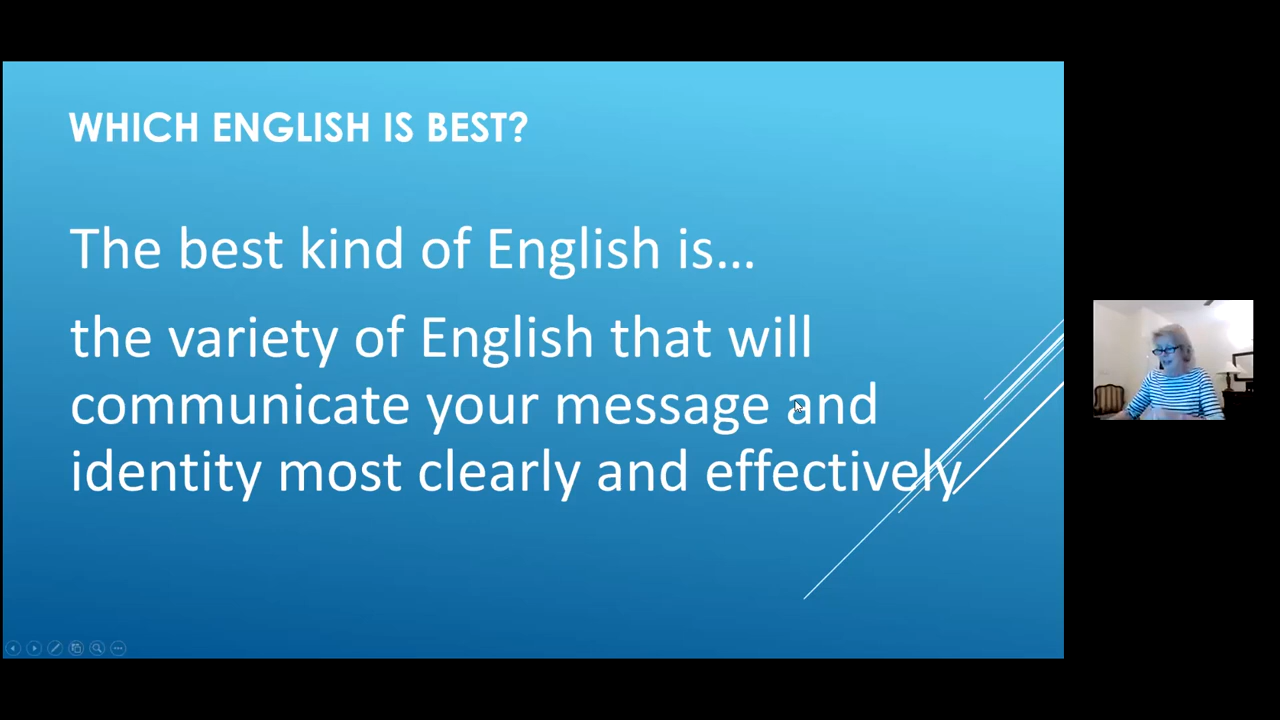 WHICH ENGLISH IS BEST?
The best kind of English is...
the variety of English that will
communicate your message and
identity most clearly and effectively